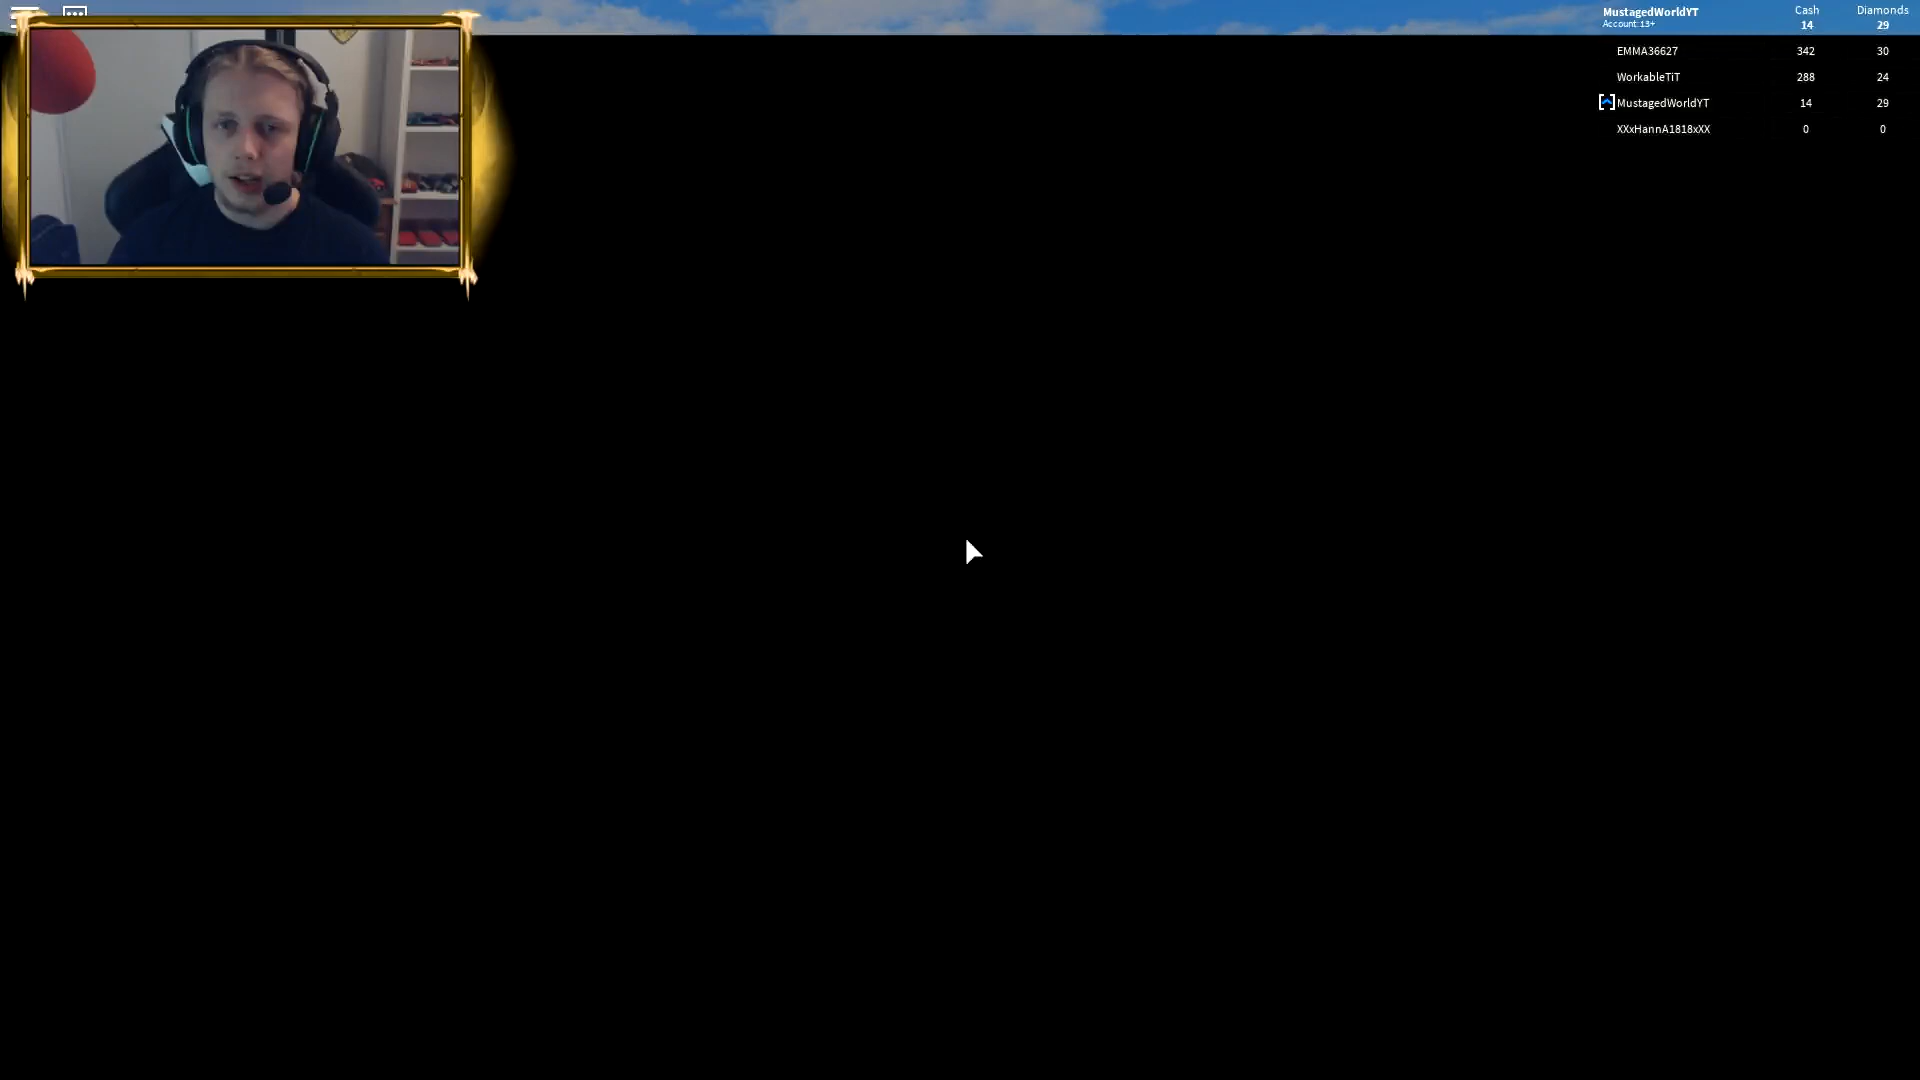 MustagedWorldYT Cash Diamonds
Account: 13+ 14 29
EMMA36627 342 30
WorkableTiT 288 24
MustagedWorldYT 14 29
XXxHannA1818xXX 0 0